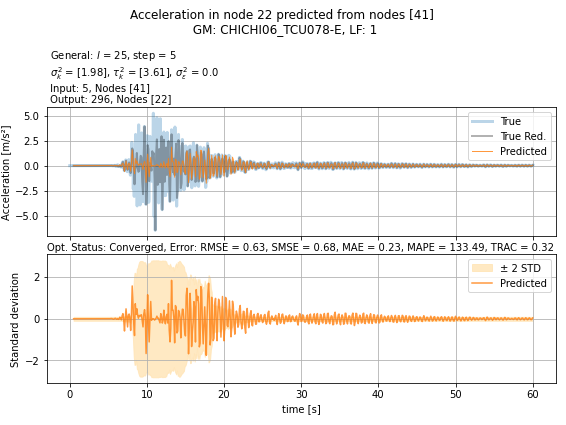 Acceleration in node 22 predicted from nodes [41]
GM: CHICHI06_TCU078-E, LF: 1
General: l = 25, step = 5
σ²ₖ = [1.98], τ²ₖ = [3.61], σ²ε = 0.0
Input: 5, Nodes [41]
Output: 296, Nodes [22]
Acceleration [m/s²]
5.0
2.5
0.0
−2.5
−5.0
True
True Red.
Predicted
Opt. Status: Converged, Error: RMSE = 0.63, SMSE = 0.68, MAE = 0.23, MAPE = 133.49, TRAC = 0.32
Standard deviation
2
0
−2
± 2 STD
Predicted
0 10 20 30 40 50 60
time [s]